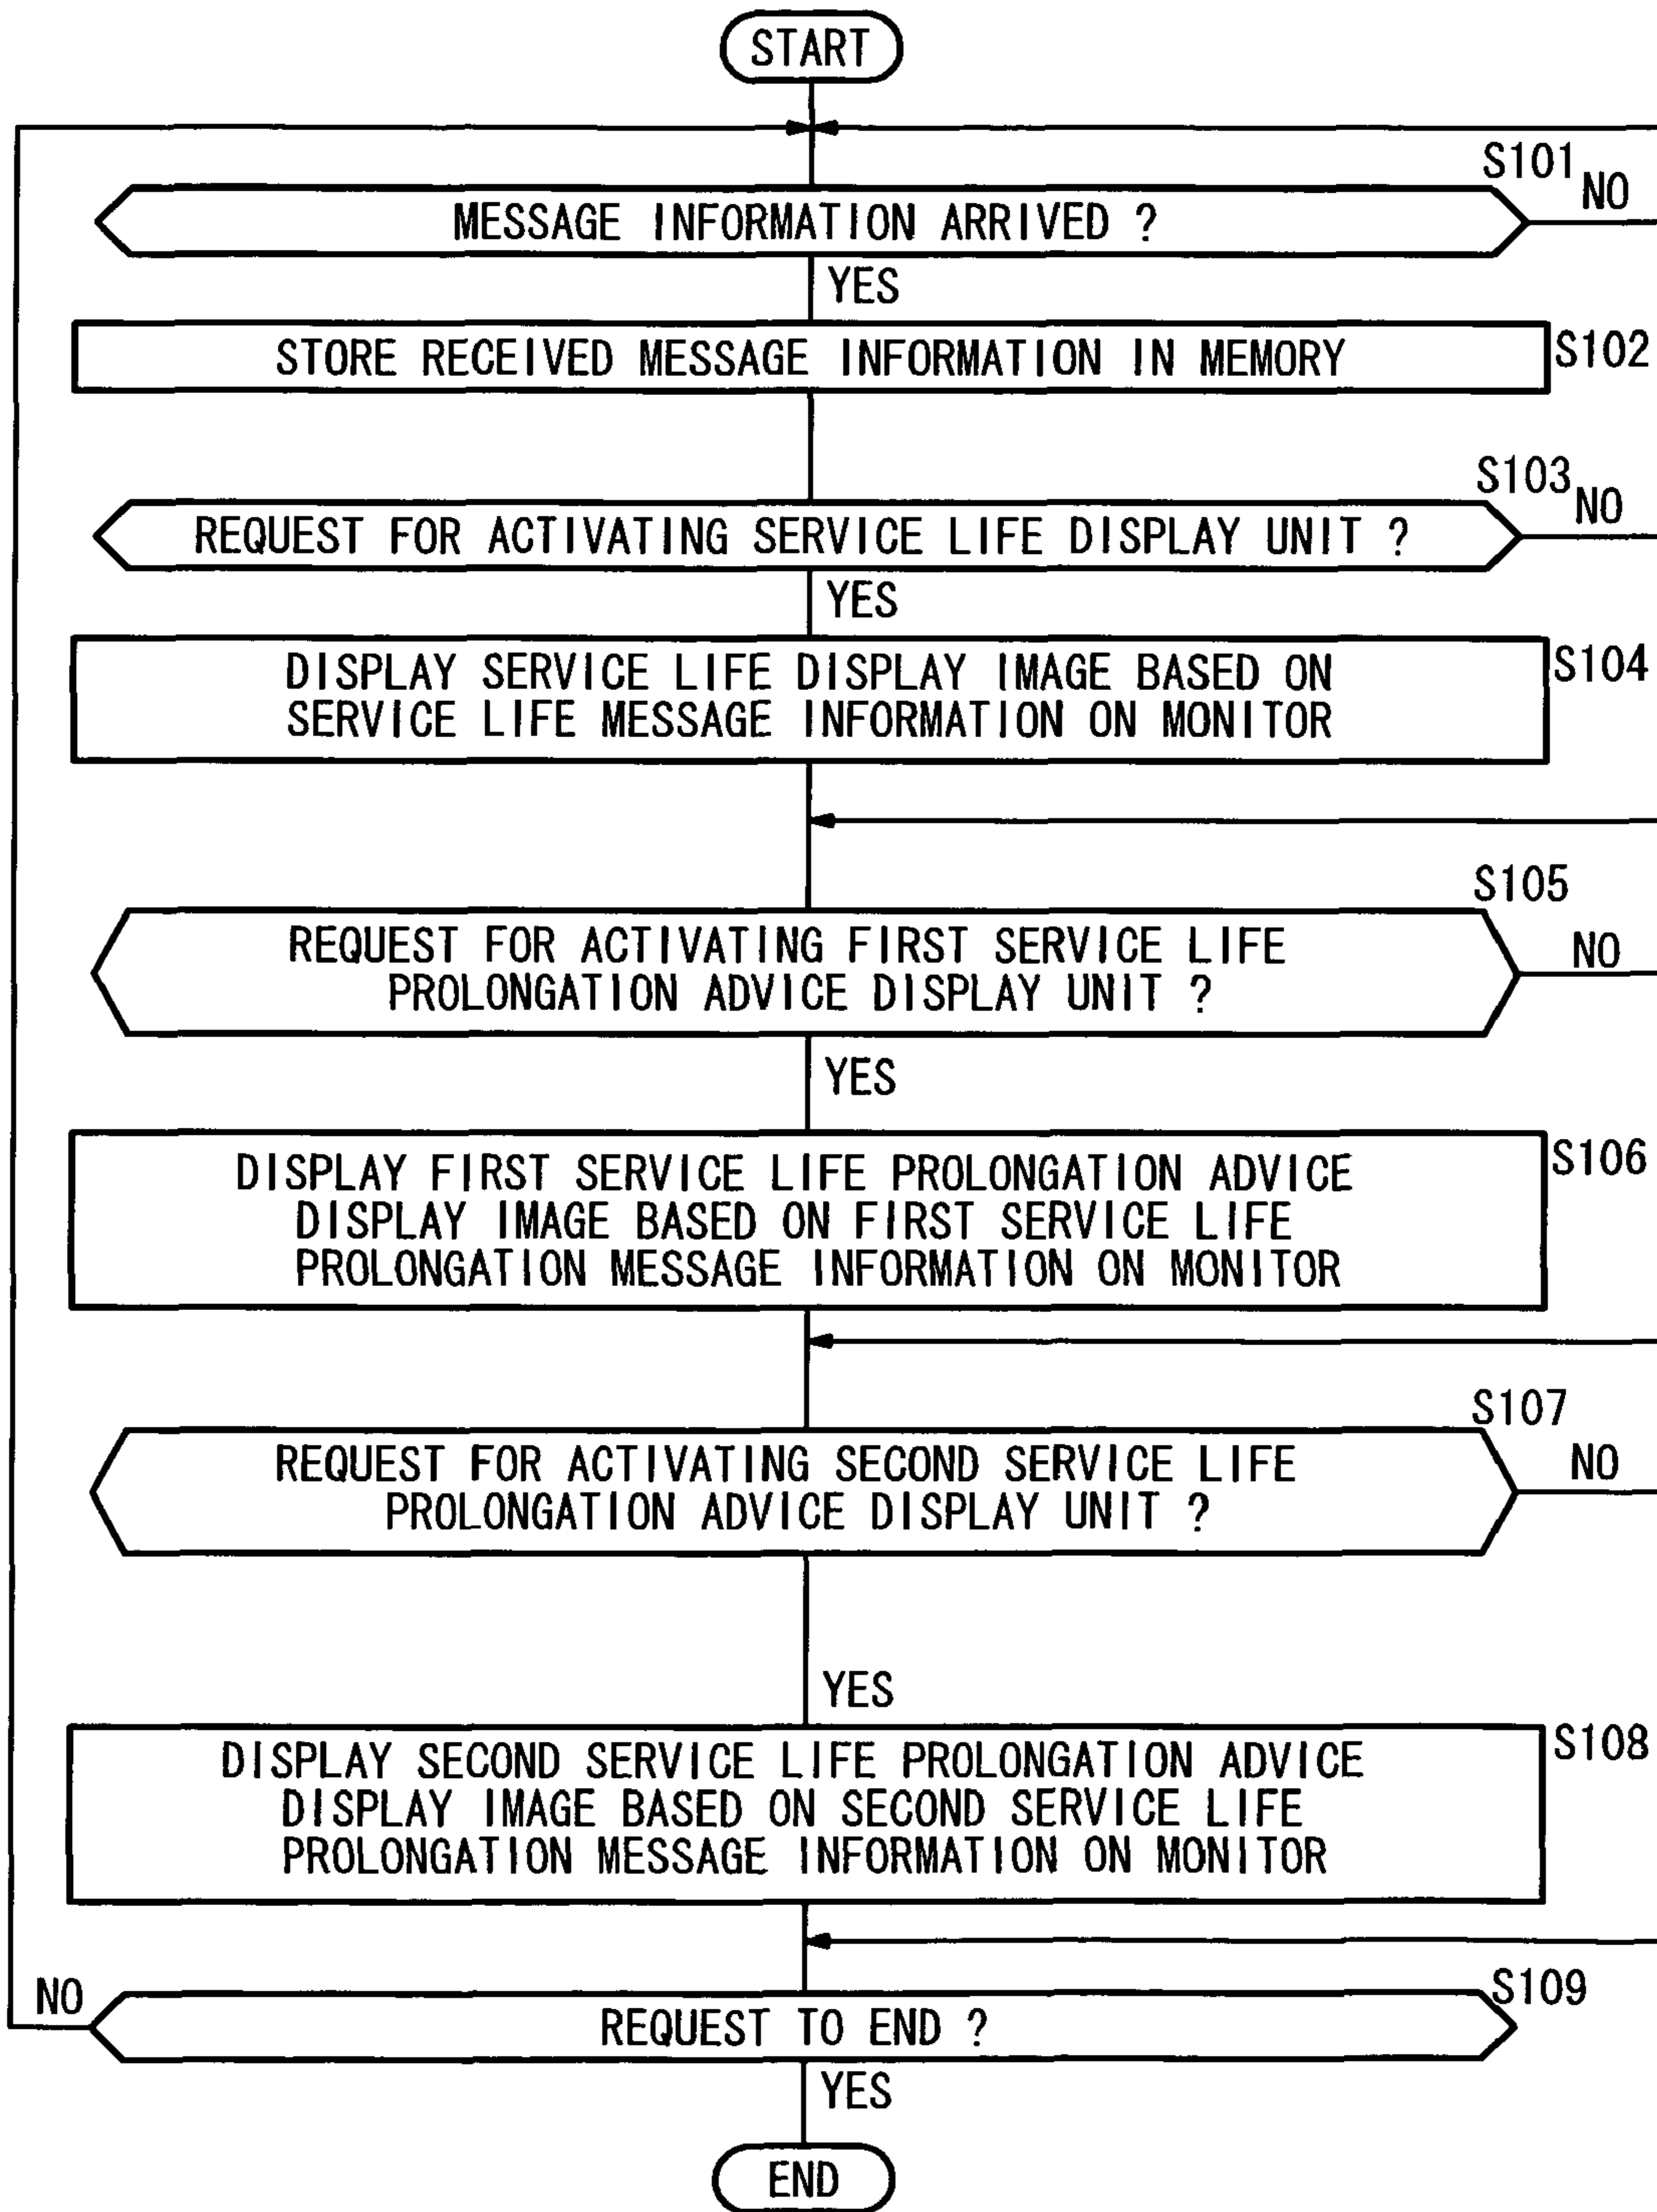 START
S101
NO
MESSAGE INFORMATION ARRIVED ?
YES
STORE RECEIVED MESSAGE INFORMATION IN MEMORY
S102
S103
NO
REQUEST FOR ACTIVATING SERVICE LIFE DISPLAY UNIT ?
YES
DISPLAY SERVICE LIFE DISPLAY IMAGE BASED ON
SERVICE LIFE MESSAGE INFORMATION ON MONITOR
S104
S105
REQUEST FOR ACTIVATING FIRST SERVICE LIFE
PROLONGATION ADVICE DISPLAY UNIT ?
NO
YES
DISPLAY FIRST SERVICE LIFE PROLONGATION ADVICE
DISPLAY IMAGE BASED ON FIRST SERVICE LIFE
PROLONGATION MESSAGE INFORMATION ON MONITOR
S106
S107
REQUEST FOR ACTIVATING SECOND SERVICE LIFE
PROLONGATION ADVICE DISPLAY UNIT ?
NO
YES
DISPLAY SECOND SERVICE LIFE PROLONGATION ADVICE
DISPLAY IMAGE BASED ON SECOND SERVICE LIFE
PROLONGATION MESSAGE INFORMATION ON MONITOR
S108
NO
S109
REQUEST TO END ?
YES
END